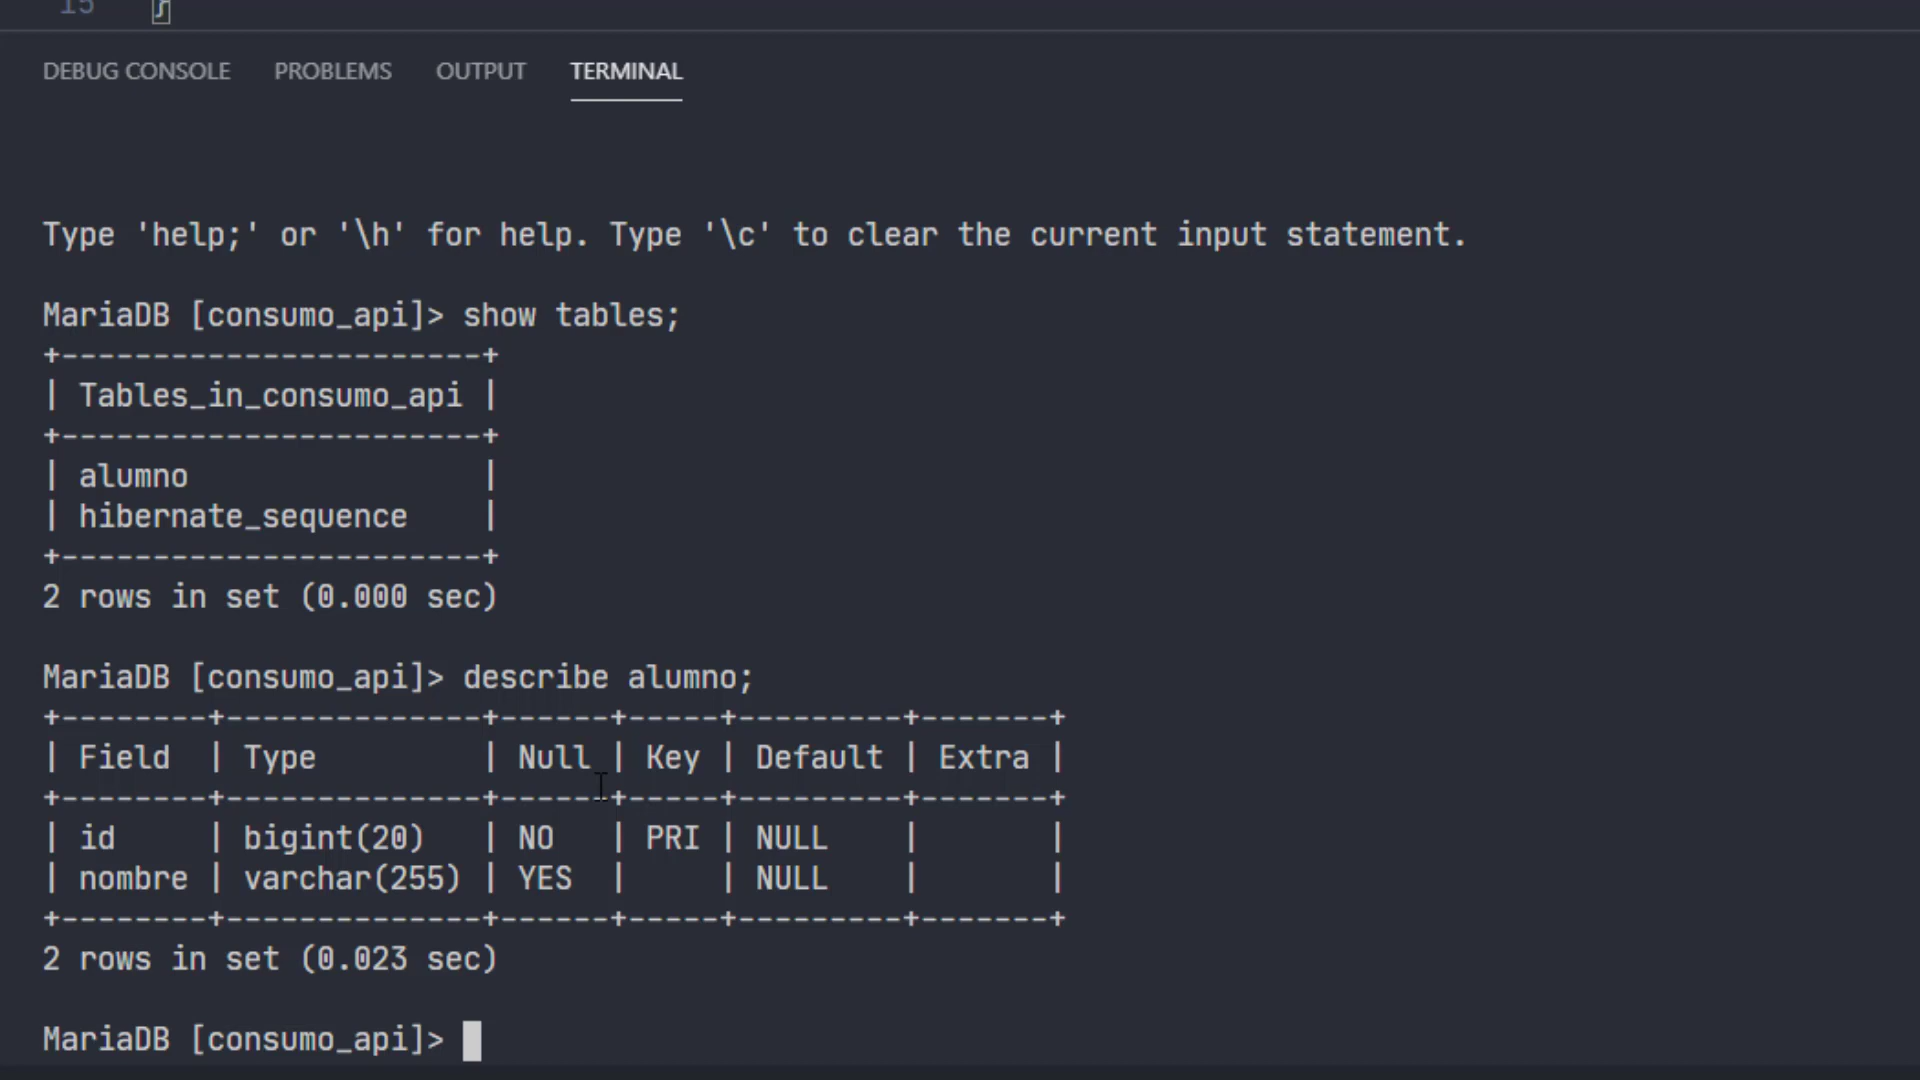 15 }
DEBUG CONSOLE PROBLEMS OUTPUT TERMINAL
Type 'help;' or '\h' for help. Type '\c' to clear the current input statement.
MariaDB [consumo_api]> show tables;
+-----------------------+
| Tables_in_consumo_api |
+-----------------------+
| alumno                |
| hibernate_sequence    |
+-----------------------+
2 rows in set (0.000 sec)
MariaDB [consumo_api]> describe alumno;
+--------+--------------+------+-----+---------+-------+
| Field  | Type         | Null | Key | Default | Extra |
+--------+--------------+------+-----+---------+-------+
| id     | bigint(20)   | NO   | PRI | NULL    |       |
| nombre | varchar(255) | YES  |     | NULL    |       |
+--------+--------------+------+-----+---------+-------+
2 rows in set (0.023 sec)
MariaDB [consumo_api]>